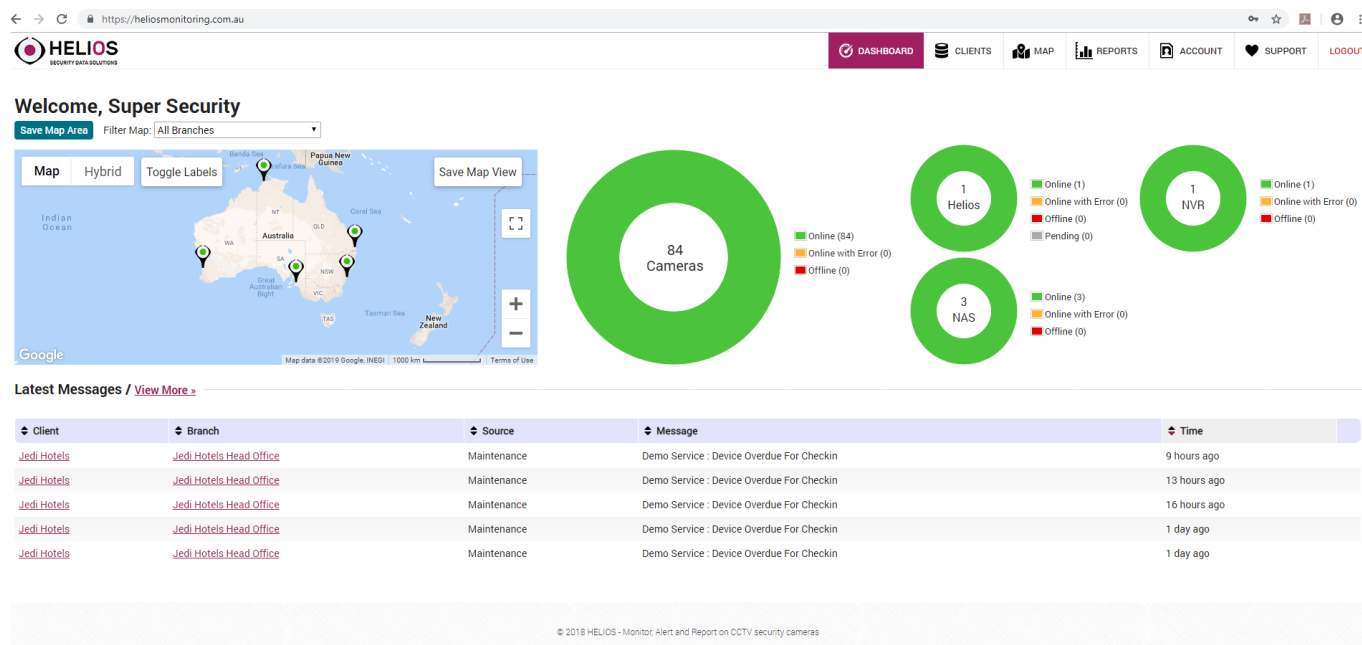 https://heliosmonitoring.com.au
HELIOS
SECURITY DATA SOLUTIONS
DASHBOARD
CLIENTS
MAP
REPORTS
ACCOUNT
SUPPORT
LOGOUT
Welcome, Super Security
Save Map Area
Filter Map:
All Branches
Map
Hybrid
Toggle Labels
Save Map View
Banda Sea
Arafura Sea
Papua New
Guinea
Indian
Ocean
Coral Sea
NT
QLD
Australia
WA
SA
NSW
Great
Australian
Bight
VIC
TAS
Tasman Sea
New
Zealand
Google
Map data ©2019 Google, INEGI
1000 km
Terms of Use
84
Cameras
Online (84)
Online with Error (0)
Offline (0)
1
Helios
Online (1)
Online with Error (0)
Offline (0)
Pending (0)
1
NVR
Online (1)
Online with Error (0)
Offline (0)
3
NAS
Online (3)
Online with Error (0)
Offline (0)
Latest Messages / View More »
Client Branch Source Message Time
Jedi Hotels Jedi Hotels Head Office Maintenance Demo Service : Device Overdue For Checkin 9 hours ago
Jedi Hotels Jedi Hotels Head Office Maintenance Demo Service : Device Overdue For Checkin 13 hours ago
Jedi Hotels Jedi Hotels Head Office Maintenance Demo Service : Device Overdue For Checkin 16 hours ago
Jedi Hotels Jedi Hotels Head Office Maintenance Demo Service : Device Overdue For Checkin 1 day ago
Jedi Hotels Jedi Hotels Head Office Maintenance Demo Service : Device Overdue For Checkin 1 day ago
© 2018 HELIOS - Monitor, Alert and Report on CCTV security cameras